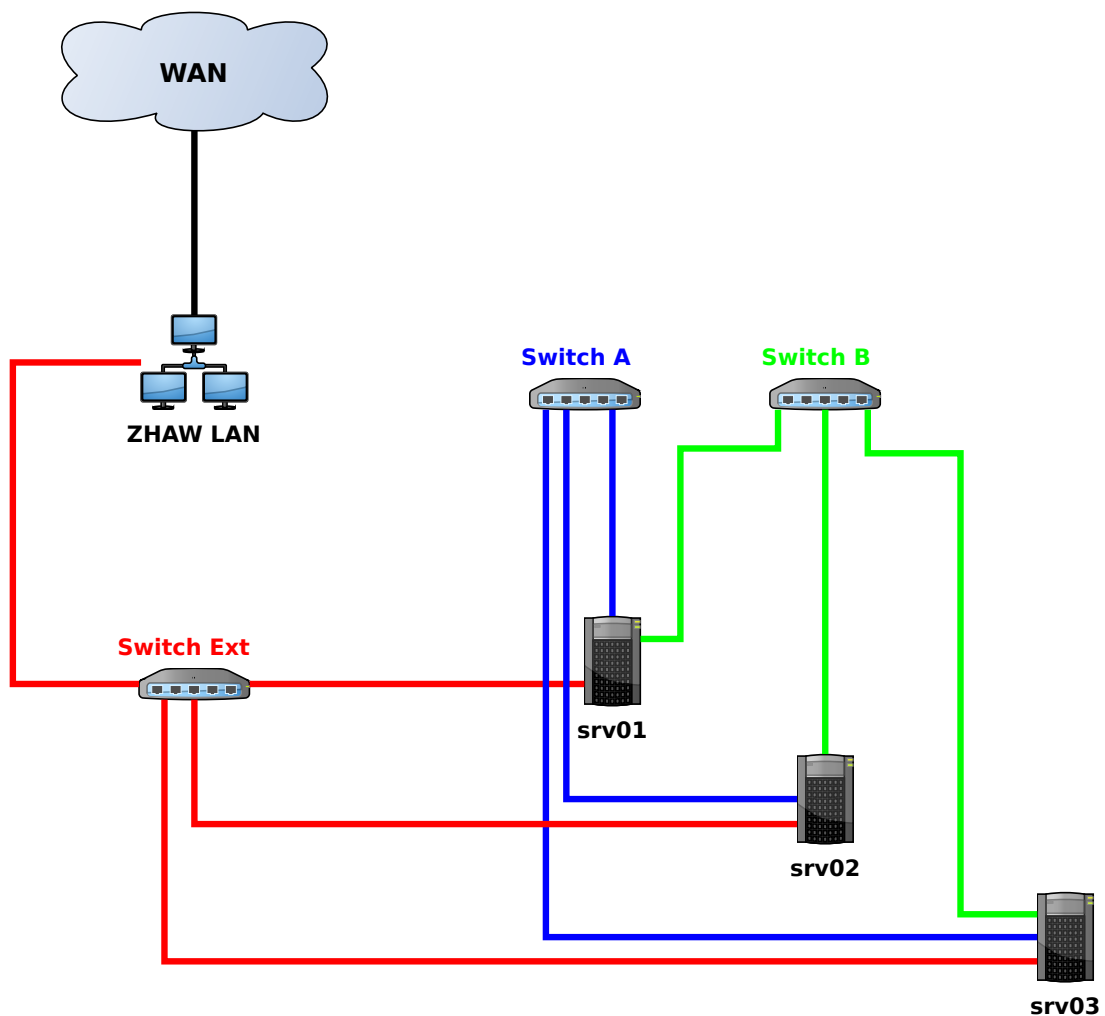 WAN
Switch A
Switch B
ZHAW LAN
Switch Ext
srv01
srv02
srv03